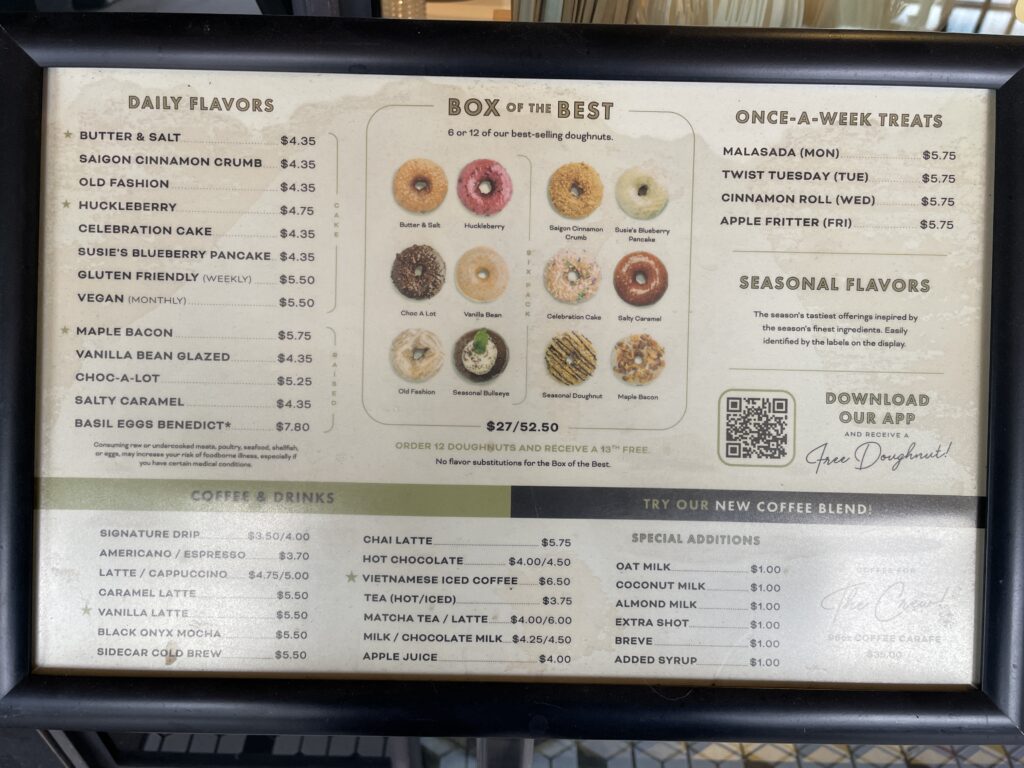 DAILY FLAVORS
★ BUTTER & SALT $4.35
SAIGON CINNAMON CRUMB $4.35
OLD FASHION $4.35
★ HUCKLEBERRY $4.75
CELEBRATION CAKE $4.35
SUSIE'S BLUEBERRY PANCAKE $4.35
GLUTEN FRIENDLY (WEEKLY) $5.50
VEGAN (MONTHLY) $5.50
CAKE
★ MAPLE BACON $5.75
VANILLA BEAN GLAZED $4.35
CHOC-A-LOT $5.25
SALTY CARAMEL $4.35
BASIL EGGS BENEDICT* $7.80
RAISED
Consuming raw or undercooked meats, poultry, seafood, shellfish,
or eggs, may increase your risk of foodborne illness, especially if
you have certain medical conditions.
BOX OF THE BEST
6 or 12 of our best-selling doughnuts.
Butter & Salt
Huckleberry
Saigon Cinnamon
Crumb
Susie's Blueberry
Pancake
Choc A Lot
Vanilla Bean
Celebration Cake
Salty Caramel
Old Fashion
Seasonal Bullseye
Seasonal Doughnut
Maple Bacon
SIX PACK
$27/52.50
ORDER 12 DOUGHNUTS AND RECEIVE A 13TH FREE.
No flavor substitutions for the Box of the Best.
ONCE-A-WEEK TREATS
MALASADA (MON) $5.75
TWIST TUESDAY (TUE) $5.75
CINNAMON ROLL (WED) $5.75
APPLE FRITTER (FRI) $5.75
SEASONAL FLAVORS
The season's tastiest offerings inspired by
the season's finest ingredients. Easily
identified by the labels on the display.
DOWNLOAD
OUR APP
AND RECEIVE A
Free Doughnut!
COFFEE & DRINKS
SIGNATURE DRIP $3.50/4.00
AMERICANO / ESPRESSO $3.70
LATTE / CAPPUCCINO $4.75/5.00
CARAMEL LATTE $5.50
★ VANILLA LATTE $5.50
BLACK ONYX MOCHA $5.50
SIDECAR COLD BREW $5.50
CHAI LATTE $5.75
HOT CHOCOLATE $4.00/4.50
★ VIETNAMESE ICED COFFEE $6.50
TEA (HOT/ICED) $3.75
MATCHA TEA / LATTE $4.00/6.00
MILK / CHOCOLATE MILK $4.25/4.50
APPLE JUICE $4.00
TRY OUR NEW COFFEE BLEND!
SPECIAL ADDITIONS
OAT MILK $1.00
COCONUT MILK $1.00
ALMOND MILK $1.00
EXTRA SHOT $1.00
BREVE $1.00
ADDED SYRUP $1.00
COFFEE FOR
The Crew!
96oz COFFEE CARAFE
$35.00